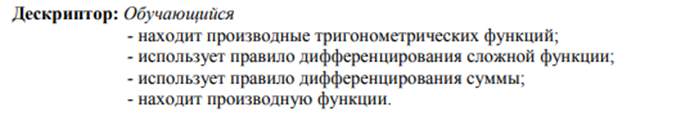 Дескриптор: Обучающийся
- находит производные тригонометрических функций;
- использует правило дифференцирования сложной функции;
- использует правило дифференцирования суммы;
- находит производную функции.